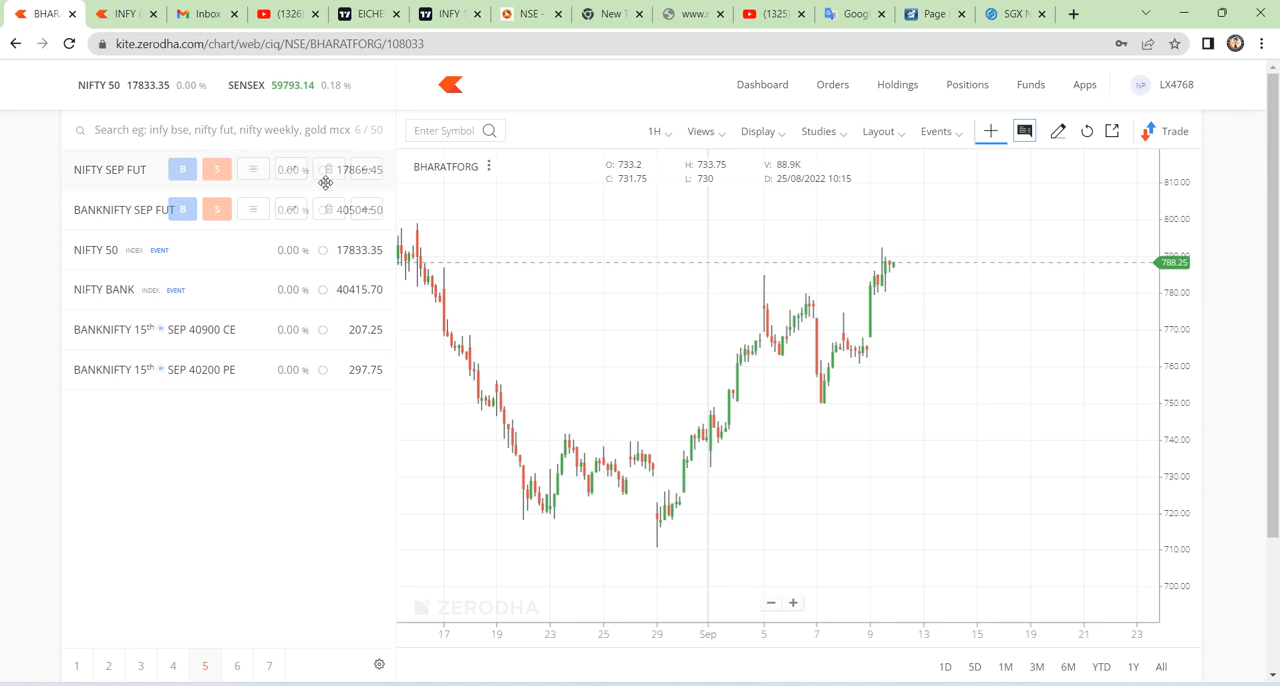 BHARA
INFY (
Inbox
(1326)
EICHE
INFY 1
NSE -
New T
www.n
(1325)
Googl
Page
SGX N
kite.zerodha.com/chart/web/ciq/NSE/BHARATFORG/108033
NIFTY 50 17833.35 0.00 % SENSEX 59793.14 0.18 %
Dashboard Orders Holdings Positions Funds Apps NP LX4768
Search eg: infy bse, nifty fut, nifty weekly, gold mcx 6 / 50
Enter Symbol 1H Views Display Studies Layout Events Trade
NIFTY SEP FUT B S 0.00 % 17866.45
BANKNIFTY SEP FUT B S 0.00 % 40504.50
NIFTY 50 INDEX EVENT 0.00 % 17833.35
NIFTY BANK INDEX EVENT 0.00 % 40415.70
BANKNIFTY 15th SEP 40900 CE 0.00 % 207.25
BANKNIFTY 15th SEP 40200 PE 0.00 % 297.75
BHARATFORG
O: 733.2 H: 733.75 V: 88.9K
C: 731.75 L: 730 D: 25/08/2022 10:15
810.00
800.00
788.25
780.00
770.00
760.00
750.00
740.00
730.00
720.00
710.00
700.00
ZERODHA
17 19 23 25 29 Sep 5 7 9 13 15 19 21 23
1 2 3 4 5 6 7
1D 5D 1M 3M 6M YTD 1Y All